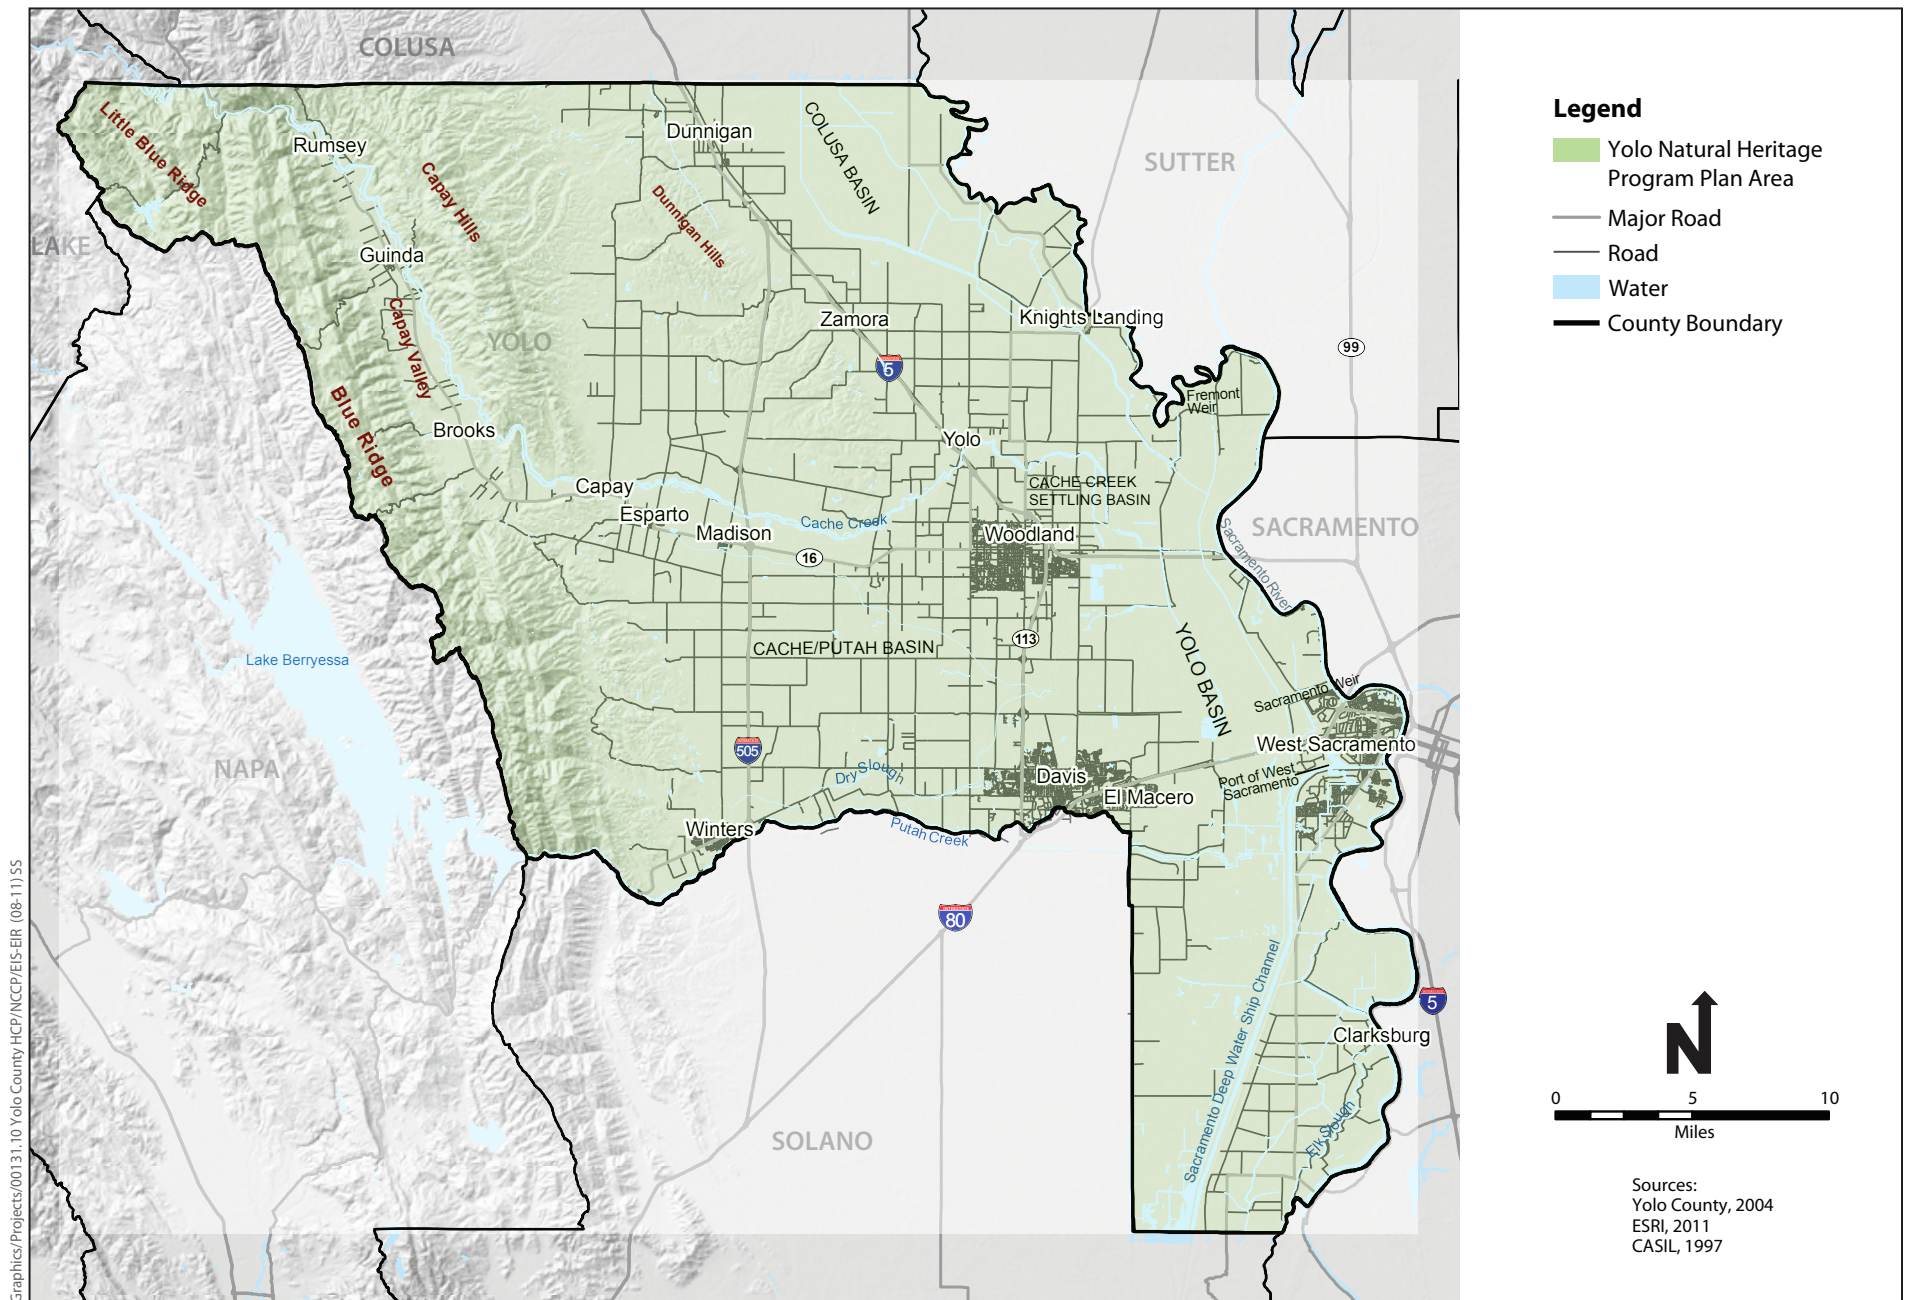 COLUSA
Little Blue Ridge
Rumsey
Capay Hills
Dunnigan
COLUSA BASIN
SUTTER
Dunnigan Hills
LAKE
Guinda
Capay Valley
YOLO
Zamora
Knights Landing
99
5
Blue Ridge
Fremont
Weir
Brooks
Yolo
Capay
CACHE CREEK
SETTLING BASIN
Esparto
Cache Creek
Madison
Woodland
SACRAMENTO
Sacramento River
16
113
CACHE/PUTAH BASIN
YOLO BASIN
Lake Berryessa
Sacramento Weir
505
West Sacramento
NAPA
Dry Slough
Davis
Port of West
Sacramento
El Macero
Winters
Putah Creek
80
Sacramento Deep Water Ship Channel
5
Clarksburg
Elk Slough
SOLANO
Legend
Yolo Natural Heritage
Program Plan Area
Major Road
Road
Water
County Boundary
N
0 5 10
Miles
Sources:
Yolo County, 2004
ESRI, 2011
CASIL, 1997
Graphics/Projects/00131.10 Yolo County HCP/NCCP/EIS-EIR (08-11) SS